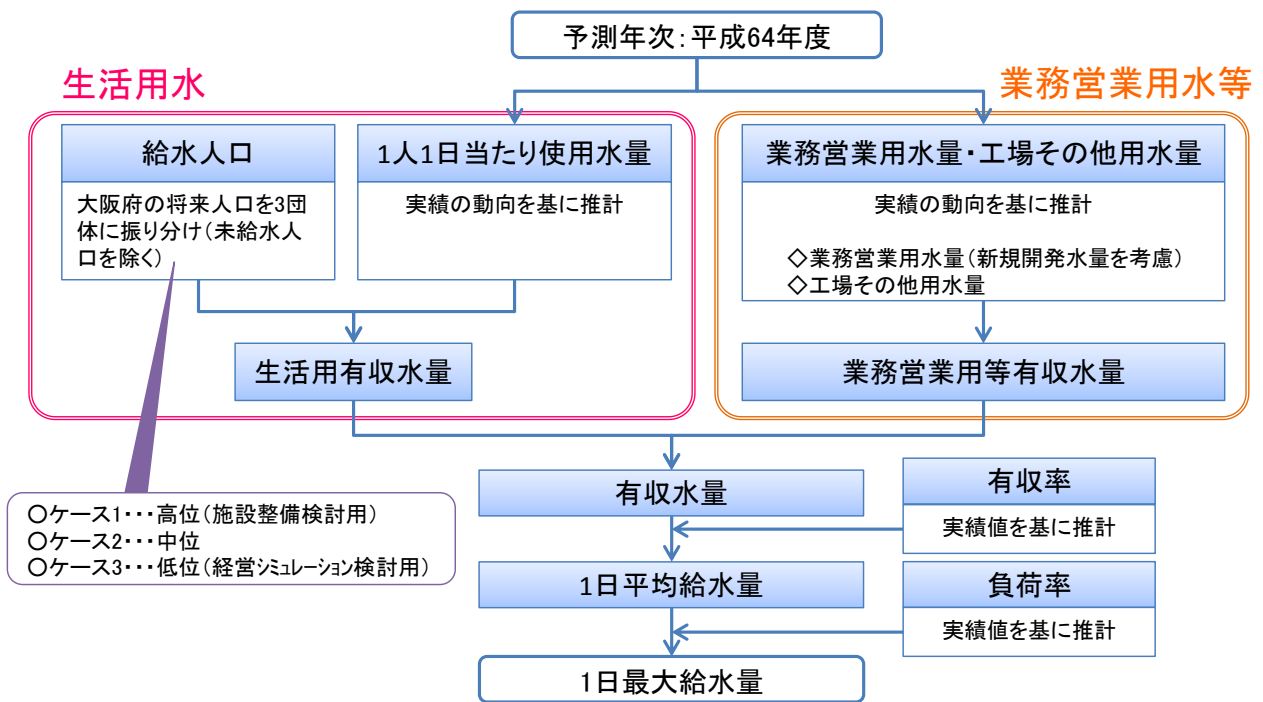 予測年次：平成64年度
生活用水
業務営業用水等
給水人口
大阪府の将来人口を3団
体に振り分け（未給水人
口を除く）
1人1日当たり使用水量
実績の動向を基に推計
業務営業用水量・工場その他用水量
実績の動向を基に推計
◇業務営業用水量（新規開発水量を考慮）
◇工場その他用水量
生活用有収水量
業務営業用等有収水量
○ケース1・・・高位（施設整備検討用）
○ケース2・・・中位
○ケース3・・・低位（経営ｼﾐｭﾚｰｼｮﾝ検討用）
有収水量
有収率
実績値を基に推計
1日平均給水量
負荷率
実績値を基に推計
1日最大給水量